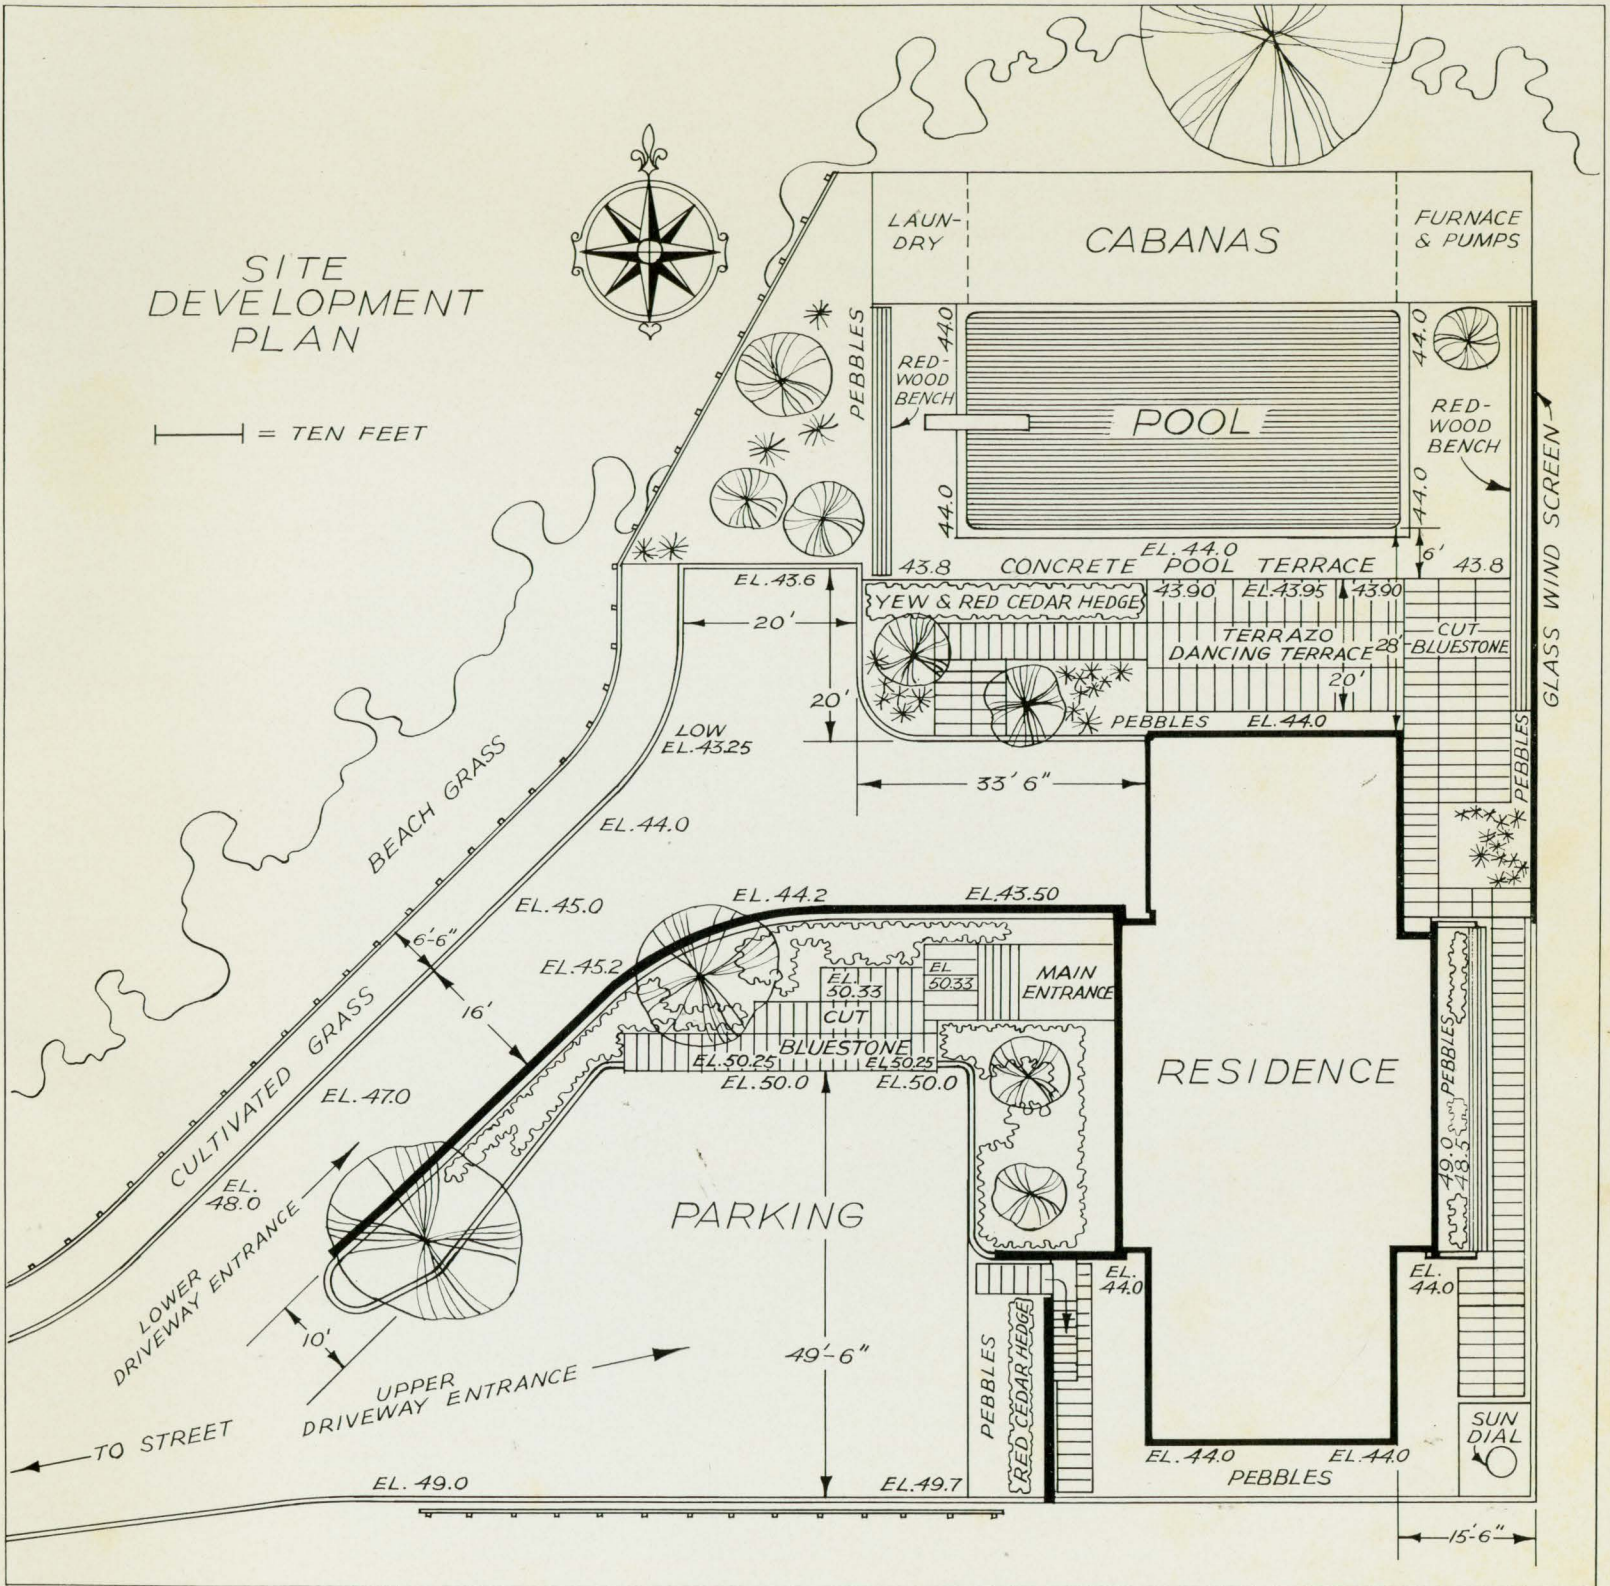 SITE
DEVELOPMENT
PLAN
= TEN FEET
LAUN-
DRY
CABANAS
FURNACE
& PUMPS
PEBBLES
44.0
RED-
WOOD
BENCH
44.0
POOL
44.0
44.0
RED-
WOOD
BENCH
GLASS WIND SCREEN
EL. 44.0
6'
43.8
CONCRETE POOL TERRACE
43.8
EL. 43.6
YEW & RED CEDAR HEDGE
43.90
EL. 43.95
43.90
20'
TERRAZO
DANCING TERRACE
28'
CUT
BLUESTONE
20'
20'
PEBBLES
EL. 44.0
PEBBLES
LOW
EL. 43.25
33' 6"
BEACH GRASS
EL. 44.0
EL. 45.0
EL. 44.2
EL. 43.50
6'-6"
EL. 45.2
16'
EL.
50.33
EL
50.33
MAIN
ENTRANCE
CUT
BLUESTONE
EL. 50.25
EL. 50.25
EL. 50.0
EL. 50.0
RESIDENCE
PEBBLES
49.0
48.5
CULTIVATED GRASS
EL. 47.0
EL.
48.0
PARKING
LOWER
DRIVEWAY ENTRANCE
10'
UPPER
DRIVEWAY ENTRANCE
49'-6"
EL.
44.0
EL.
44.0
PEBBLES
RED CEDAR HEDGE
TO STREET
EL. 49.0
EL. 49.7
EL. 44.0
EL. 44.0
PEBBLES
SUN
DIAL
15'-6"